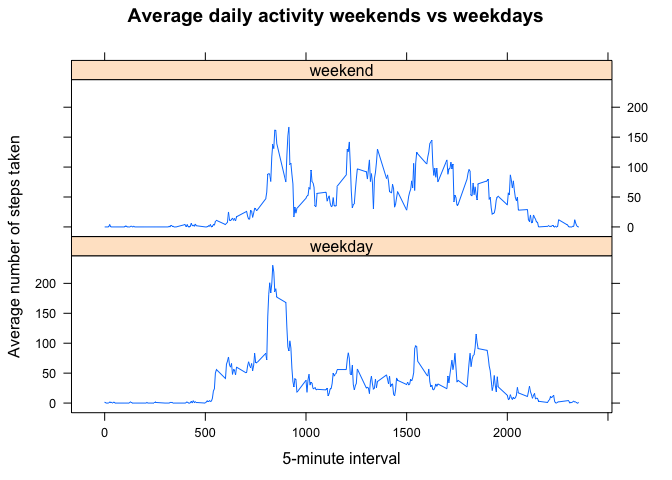 Average daily activity weekends vs weekdays
weekend
200
150
100
50
0
weekday
200
150
100
50
0
0 500 1000 1500 2000
5-minute interval
Average number of steps taken